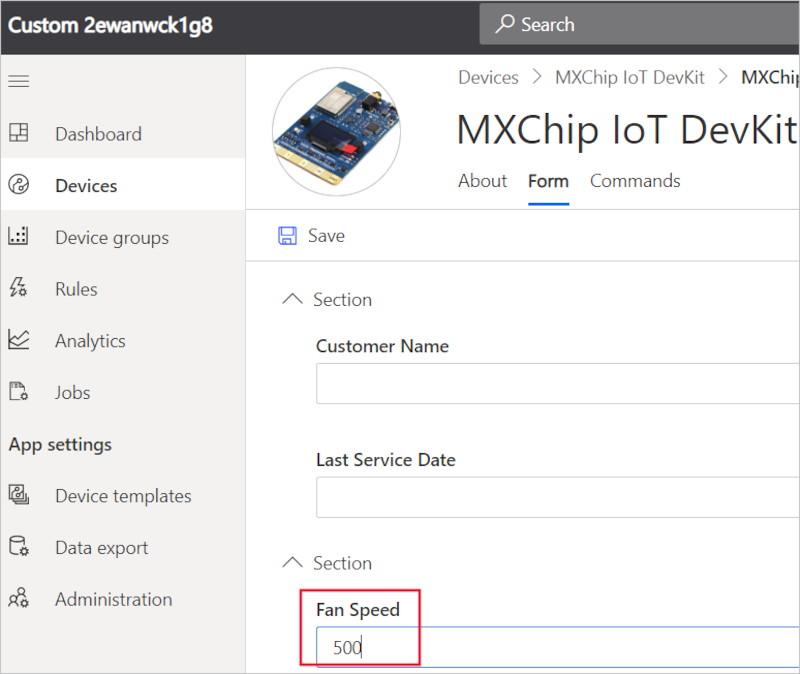 Custom 2ewanwck1g8
Search
Dashboard
Devices
Device groups
Rules
Analytics
Jobs
App settings
Device templates
Data export
Administration
Devices > MXChip IoT DevKit > MXChip
MXChip IoT DevKit
About Form Commands
Save
Section
Customer Name
Last Service Date
Section
Fan Speed
500